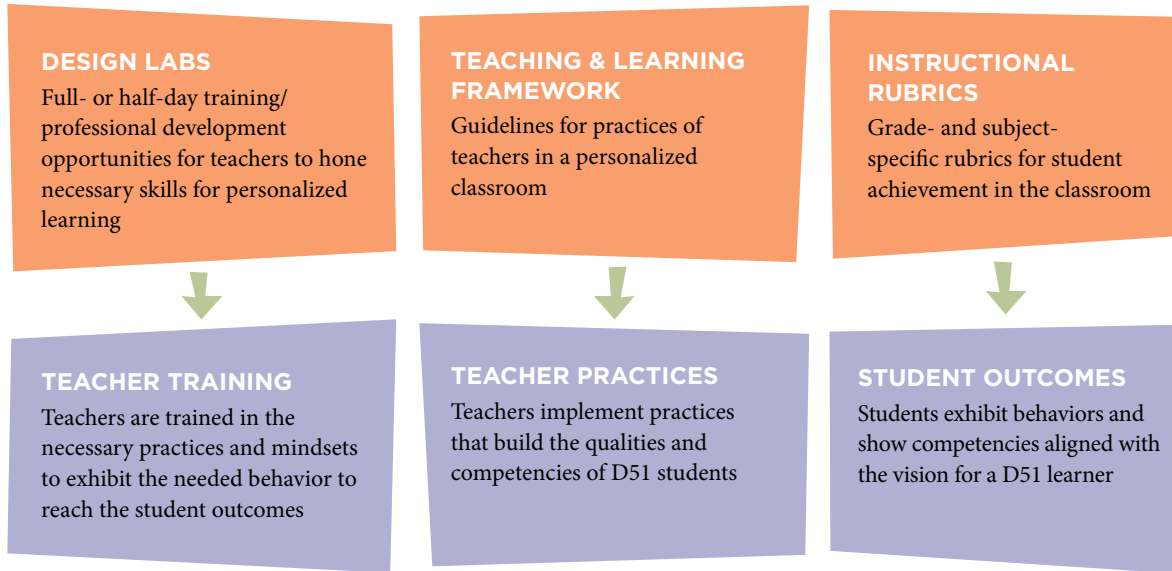 DESIGN LABS
Full- or half-day training/
professional development
opportunities for teachers to hone
necessary skills for personalized
learning
TEACHING & LEARNING
FRAMEWORK
Guidelines for practices of
teachers in a personalized
classroom
INSTRUCTIONAL
RUBRICS
Grade- and subject-
specific rubrics for student
achievement in the classroom
TEACHER TRAINING
Teachers are trained in the
necessary practices and mindsets
to exhibit the needed behavior to
reach the student outcomes
TEACHER PRACTICES
Teachers implement practices
that build the qualities and
competencies of D51 students
STUDENT OUTCOMES
Students exhibit behaviors and
show competencies aligned with
the vision for a D51 learner